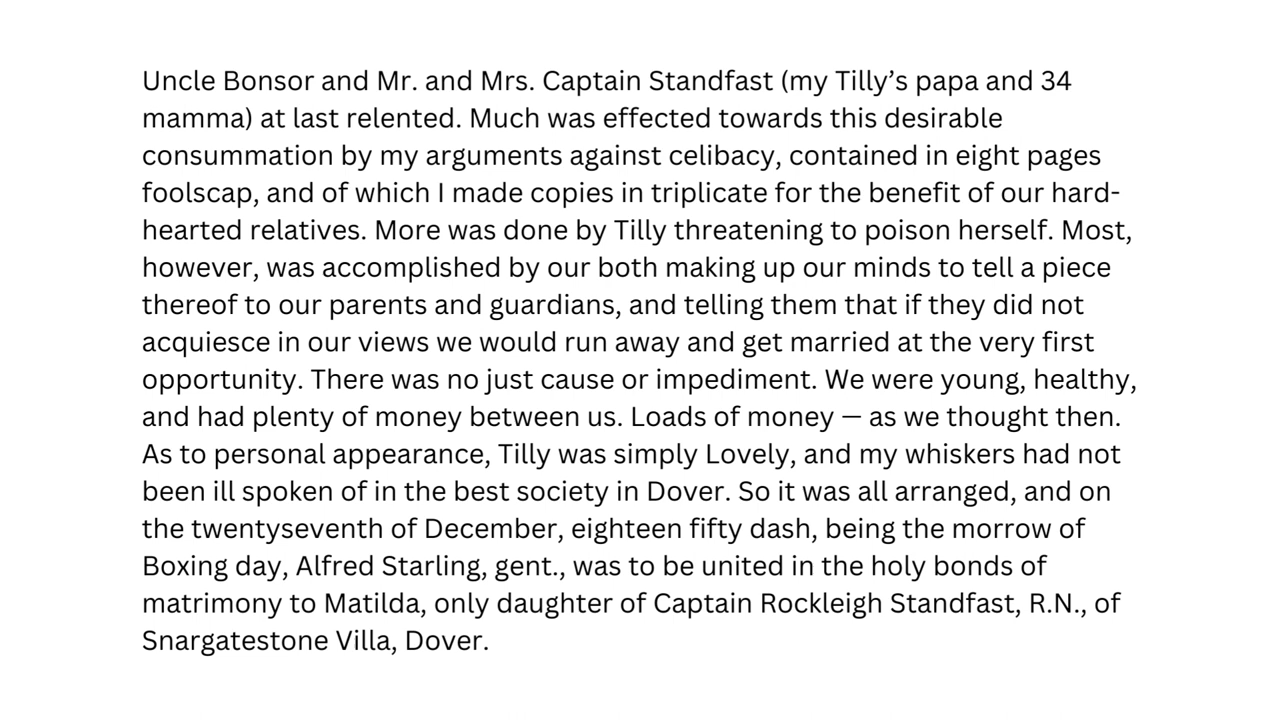 Uncle Bonsor and Mr. and Mrs. Captain Standfast (my Tilly’s papa and 34
mamma) at last relented. Much was effected towards this desirable
consummation by my arguments against celibacy, contained in eight pages
foolscap, and of which I made copies in triplicate for the benefit of our hard-
hearted relatives. More was done by Tilly threatening to poison herself. Most,
however, was accomplished by our both making up our minds to tell a piece
thereof to our parents and guardians, and telling them that if they did not
acquiesce in our views we would run away and get married at the very first
opportunity. There was no just cause or impediment. We were young, healthy,
and had plenty of money between us. Loads of money — as we thought then.
As to personal appearance, Tilly was simply Lovely, and my whiskers had not
been ill spoken of in the best society in Dover. So it was all arranged, and on
the twentyseventh of December, eighteen fifty dash, being the morrow of
Boxing day, Alfred Starling, gent., was to be united in the holy bonds of
matrimony to Matilda, only daughter of Captain Rockleigh Standfast, R.N., of
Snargatestone Villa, Dover.